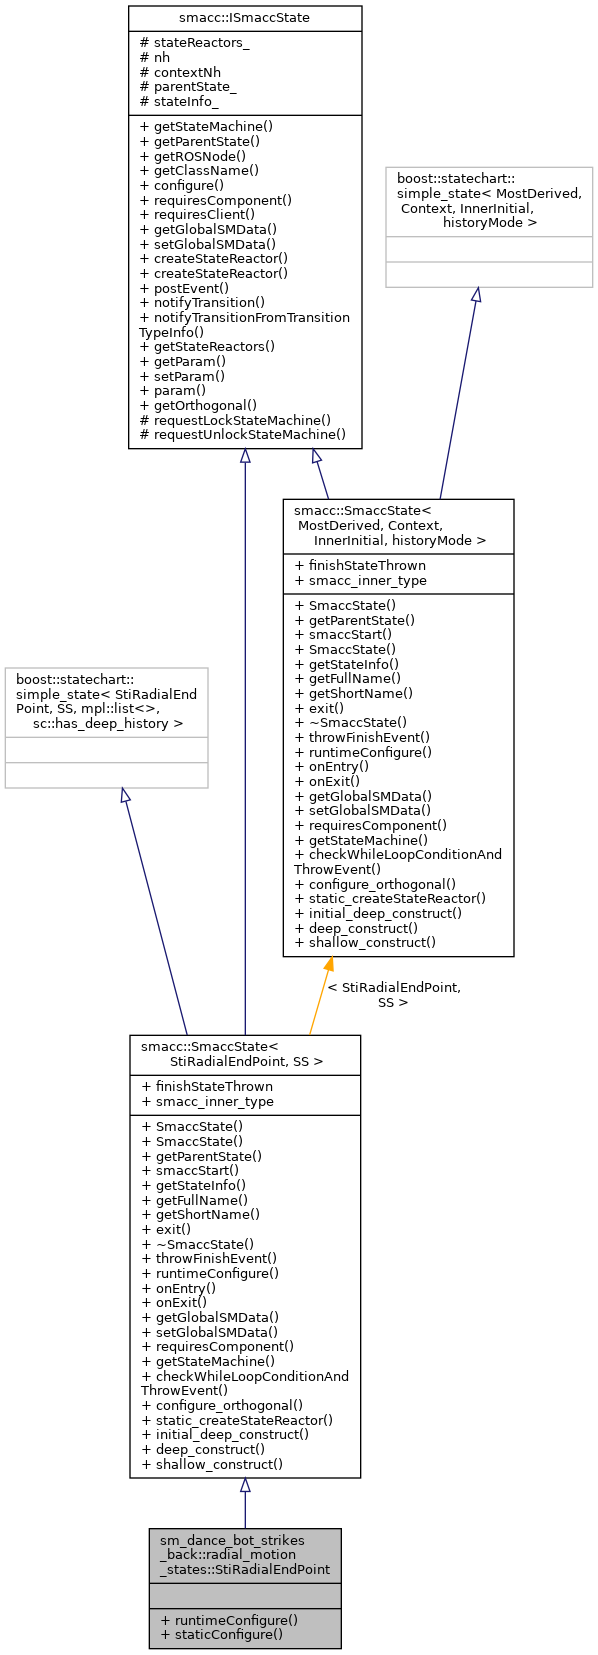 smacc::ISmaccState
# stateReactors_
# nh
# contextNh
# parentState_
# stateInfo_
+ getStateMachine()
+ getParentState()
+ getROSNode()
+ getClassName()
+ configure()
+ requiresComponent()
+ requiresClient()
+ getGlobalSMData()
+ setGlobalSMData()
+ createStateReactor()
+ createStateReactor()
+ postEvent()
+ notifyTransition()
+ notifyTransitionFromTransition
TypeInfo()
+ getStateReactors()
+ getParam()
+ setParam()
+ param()
+ getOrthogonal()
# requestLockStateMachine()
# requestUnlockStateMachine()
boost::statechart::
simple_state< MostDerived,
Context, InnerInitial,
historyMode >
smacc::SmaccState<
MostDerived, Context,
InnerInitial, historyMode >
+ finishStateThrown
+ smacc_inner_type
+ SmaccState()
+ getParentState()
+ smaccStart()
+ SmaccState()
+ getStateInfo()
+ getFullName()
+ getShortName()
+ exit()
+ ~SmaccState()
+ throwFinishEvent()
+ runtimeConfigure()
+ onEntry()
+ onExit()
+ getGlobalSMData()
+ setGlobalSMData()
+ requiresComponent()
+ getStateMachine()
+ checkWhileLoopConditionAnd
ThrowEvent()
+ configure_orthogonal()
+ static_createStateReactor()
+ initial_deep_construct()
+ deep_construct()
+ shallow_construct()
boost::statechart::
simple_state< StiRadialEnd
Point, SS, mpl::list<>,
sc::has_deep_history >
< StiRadialEndPoint,
SS >
smacc::SmaccState<
StiRadialEndPoint, SS >
+ finishStateThrown
+ smacc_inner_type
+ SmaccState()
+ SmaccState()
+ getParentState()
+ smaccStart()
+ getStateInfo()
+ getFullName()
+ getShortName()
+ exit()
+ ~SmaccState()
+ throwFinishEvent()
+ runtimeConfigure()
+ onEntry()
+ onExit()
+ getGlobalSMData()
+ setGlobalSMData()
+ requiresComponent()
+ getStateMachine()
+ checkWhileLoopConditionAnd
ThrowEvent()
+ configure_orthogonal()
+ static_createStateReactor()
+ initial_deep_construct()
+ deep_construct()
+ shallow_construct()
sm_dance_bot_strikes
_back::radial_motion
_states::StiRadialEndPoint
+ runtimeConfigure()
+ staticConfigure()